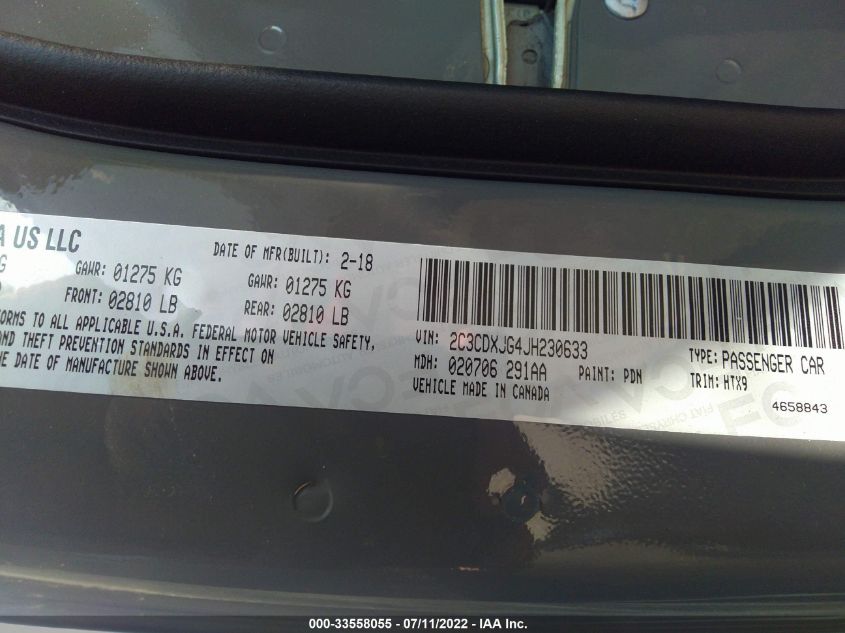 A US LLC
DATE OF MFR(BUILT): 2-18
GAWR: 01275 KG
GAWR: 01275 KG
FRONT: 02810 LB
REAR: 02810 LB
TO ALL APPLICABLE U.S.A. FEDERAL MOTOR VEHICLE SAFETY,
AND THEFT PREVENTION STANDARDS IN EFFECT ON
DATE OF MANUFACTURE SHOWN ABOVE.
VIN: 2C3CDXJG4JH230633
TYPE: PASSENGER CAR
MDH: 020706 291AA
PAINT: PDN
TRIM: HTX9
VEHICLE MADE IN CANADA
4658843
000-33558055 - 07/11/2022 - IAA Inc.